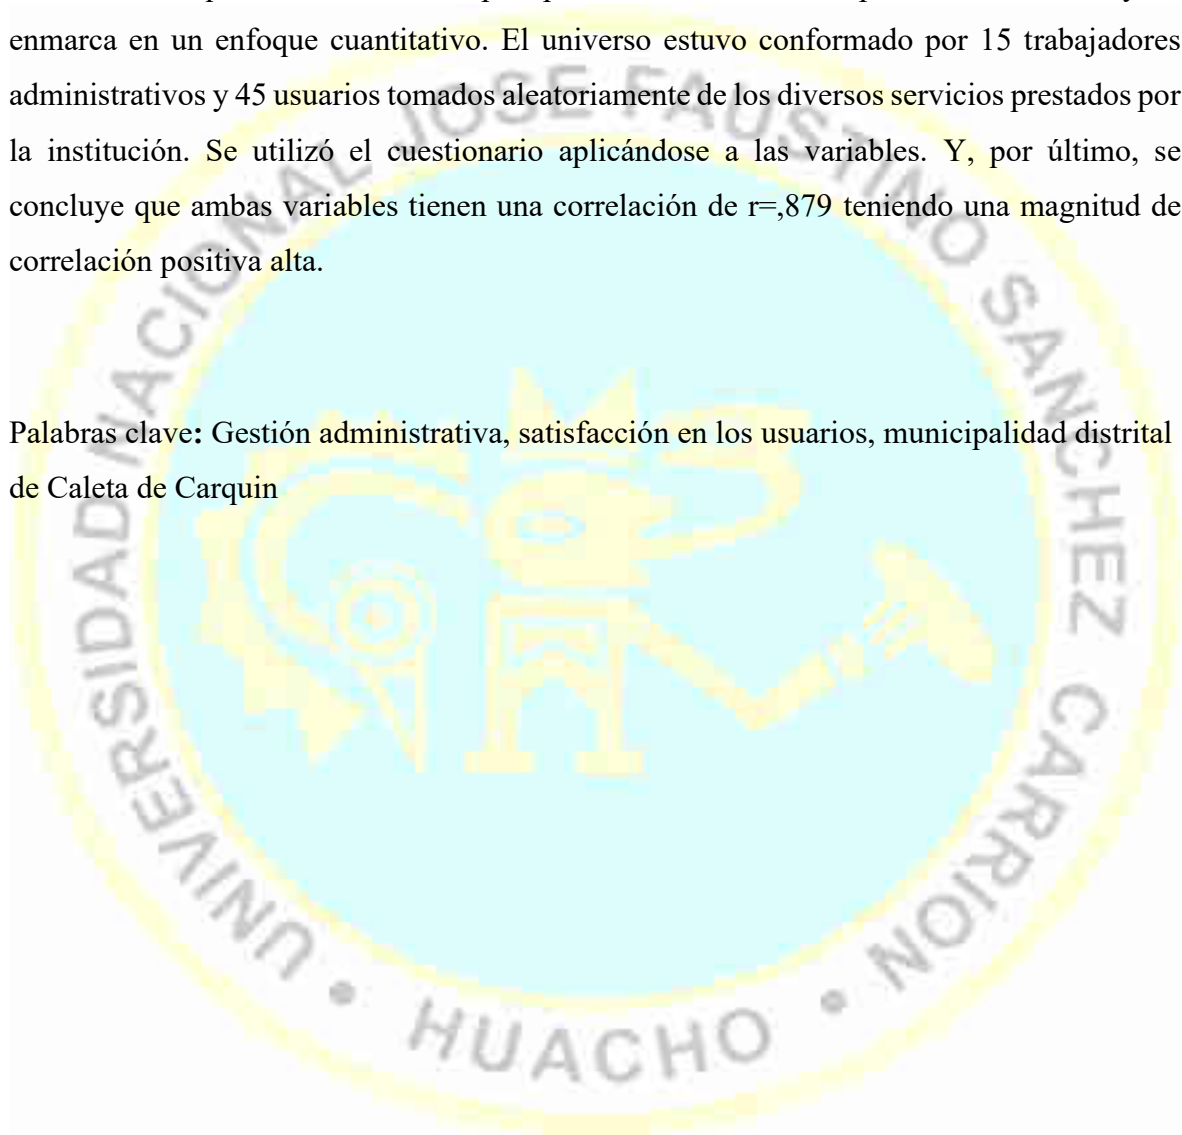 enmarca en un enfoque cuantitativo. El universo estuvo conformado por 15 trabajadores
administrativos y 45 usuarios tomados aleatoriamente de los diversos servicios prestados por
la institución. Se utilizó el cuestionario aplicándose a las variables. Y, por último, se
concluye que ambas variables tienen una correlación de r=,879 teniendo una magnitud de
correlación positiva alta.
Palabras clave: Gestión administrativa, satisfacción en los usuarios, municipalidad distrital
de Caleta de Carquin
UNIVERSIDAD NACIONAL JOSE FAUSTINO SANCHEZ CARRION • HUACHO •